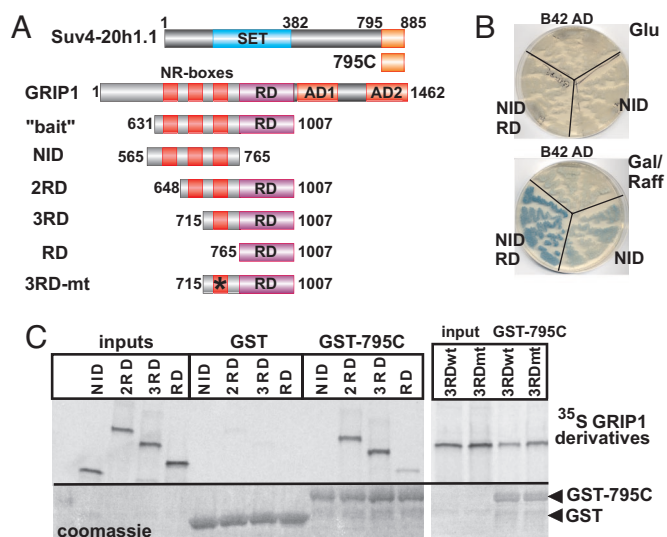 A
B
Suv4-20h1.1
1
382
795
885
SET
795C
NR-boxes
GRIP1
1
RD
AD1
AD2
1462
"bait"
631
RD
1007
NID
565
765
2RD
648
RD
1007
3RD
715
RD
1007
RD
765
RD
1007
3RD-mt
715
*
RD
1007
B42 AD
Glu
NID
RD
NID
B42 AD
Gal/
Raff
NID
RD
NID
C
inputs
GST
GST-795C
input
GST-795C
NID
2RD
3RD
RD
NID
2RD
3RD
RD
NID
2RD
3RD
RD
3RDwt
3RDmt
3RDwt
3RDmt
35S GRIP1
derivatives
GST-795C
GST
coomassie